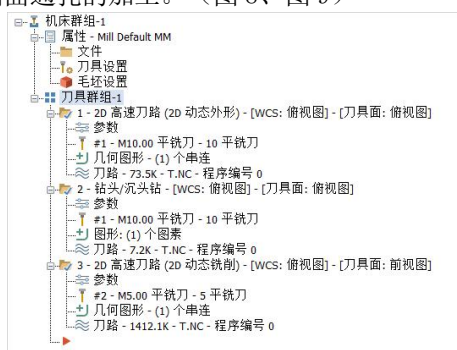 机床群组-1
属性 - Mill Default MM
文件
刀具设置
毛坯设置
刀具群组-1
1 - 2D 高速刀路 (2D 动态外形) - [WCS: 俯视图] - [刀具面: 俯视图]
参数
#1 - M10.00 平铣刀 - 10 平铣刀
几何图形 - (1) 个串连
刀路 - 73.5K - T.NC - 程序编号 0
2 - 钻头/沉头钻 - [WCS: 俯视图] - [刀具面: 俯视图]
参数
#1 - M10.00 平铣刀 - 10 平铣刀
图形: (1) 个图素
刀路 - 7.2K - T.NC - 程序编号 0
3 - 2D 高速刀路 (2D 动态铣削) - [WCS: 俯视图] - [刀具面: 前视图]
参数
#2 - M5.00 平铣刀 - 5 平铣刀
几何图形 - (1) 个串连
刀路 - 1412.1K - T.NC - 程序编号 0